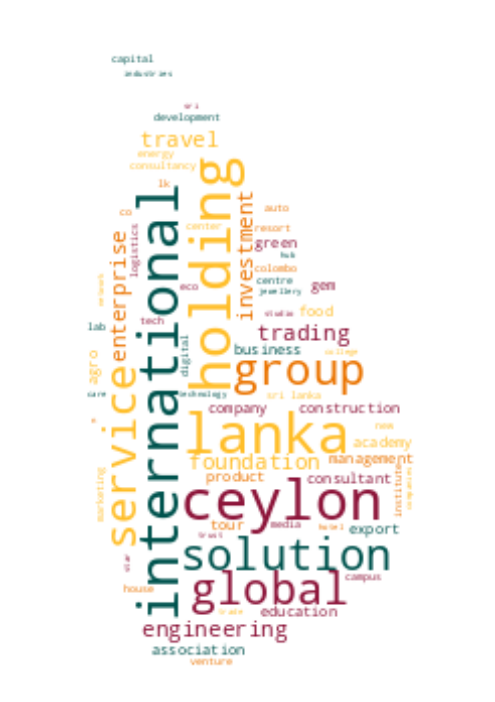 capital
industries
sri
development
travel
energy
consultancy
lk
holding
international
investment
co
auto
center
resort
logistics
enterprise
green
hub
colombo
centre
eco
gem
jewellery
network
studio
food
tech
lab
trading
digital
business
college
agro
group
care
technology
sri lanka
service
company
construction
lanka
new
academy
foundation
management
product
consultant
institute
marketing
ceylon
tour
media
hotel
export
trust
solution
star
campus
global
house
trade
education
engineering
association
venture